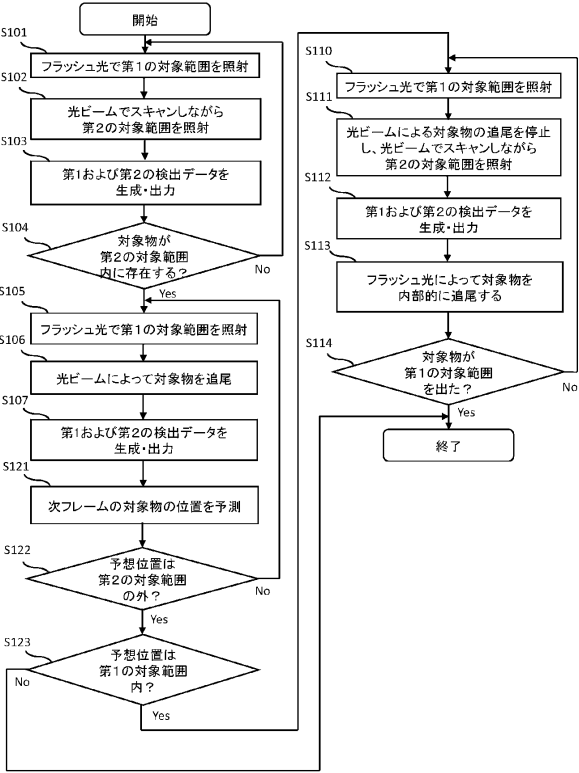 開始
S101
フラッシュ光で第1の対象範囲を照射
S102
光ビームでスキャンしながら
第2の対象範囲を照射
S103
第1および第2の検出データを
生成・出力
S104
対象物が
第2の対象範囲
内に存在する?
No
Yes
S105
フラッシュ光で第1の対象範囲を照射
S106
光ビームによって対象物を追尾
S107
第1および第2の検出データを
生成・出力
S121
次フレームの対象物の位置を予測
S122
予想位置は
第2の対象範囲
の外?
No
Yes
S123
予想位置は
第1の対象範囲
内?
No
Yes
S110
フラッシュ光で第1の対象範囲を照射
S111
光ビームによる対象物の追尾を停止
し、光ビームでスキャンしながら
第2の対象範囲を照射
S112
第1および第2の検出データを
生成・出力
S113
フラッシュ光によって対象物を
内部的に追尾する
S114
対象物が
第1の対象範囲
を出た?
No
Yes
終了